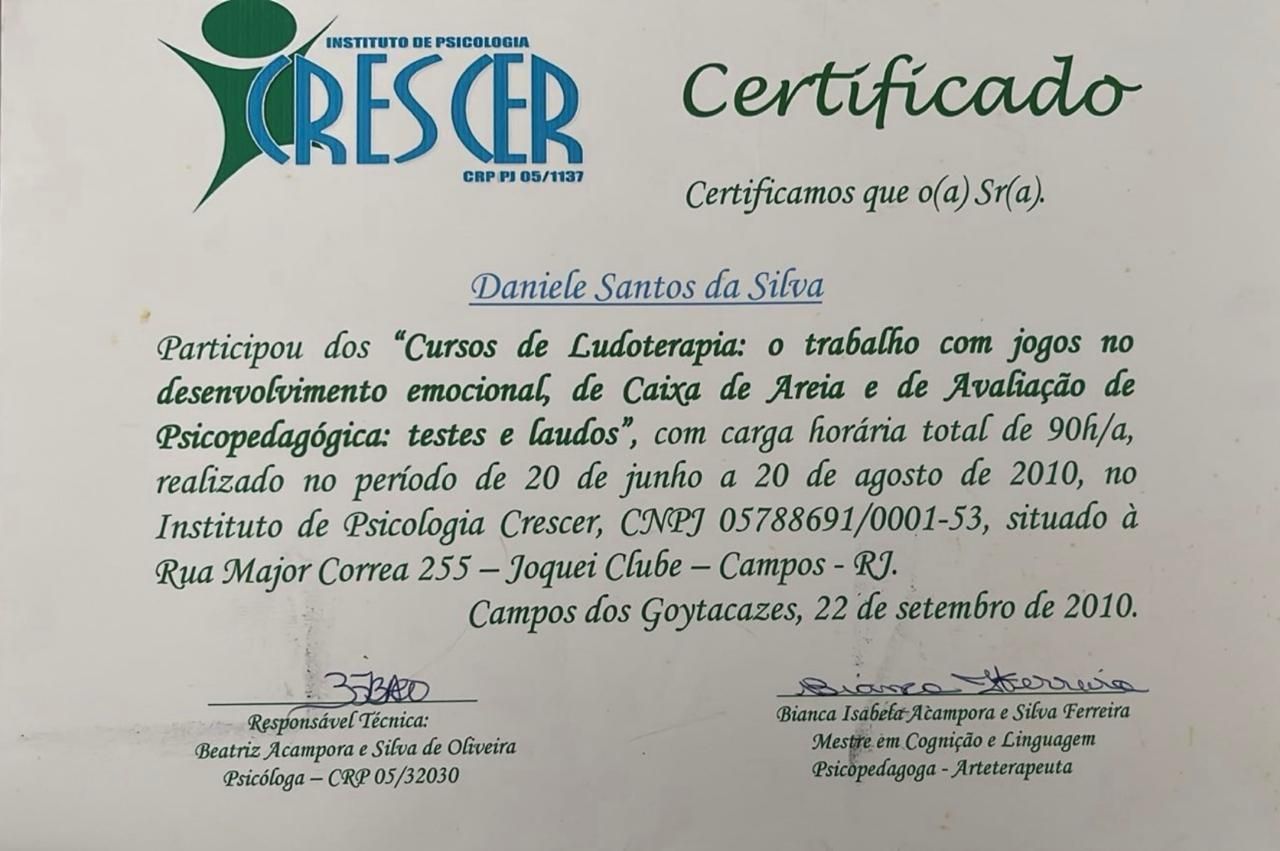 INSTITUTO DE PSICOLOGIA
CRESCER
CRP PJ 05/1137
Certificado
Certificamos que o(a) Sr(a).
Daniele Santos da Silva
Participou dos “Cursos de Ludoterapia: o trabalho com jogos no
desenvolvimento emocional, de Caixa de Areia e de Avaliação de
Psicopedagógica: testes e laudos”, com carga horária total de 90h/a,
realizado no período de 20 de junho a 20 de agosto de 2010, no
Instituto de Psicologia Crescer, CNPJ 05788691/0001-53, situado à
Rua Major Correa 255 – Joquei Clube – Campos - RJ.
Campos dos Goytacazes, 22 de setembro de 2010.
Bianca Ferreira
Responsável Técnica:
Beatriz Acampora e Silva de Oliveira
Psicóloga – CRP 05/32030
Bianca Isabela Acampora e Silva Ferreira
Mestre em Cognição e Linguagem
Psicopedagoga - Arteterapeuta